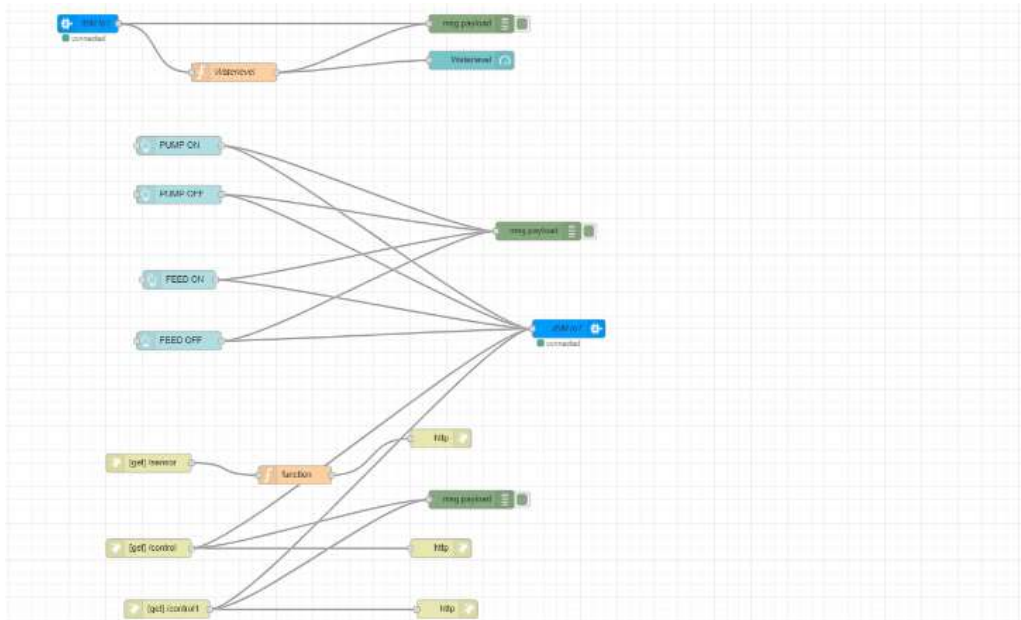 msg.payload
connected
Waterlevel
Waterlevel
PUMP ON
PUMP OFF
msg.payload
FEED ON
connected
FEED OFF
http
[get] /sensor
function
msg.payload
[get] /control
http
[get] /control1
http